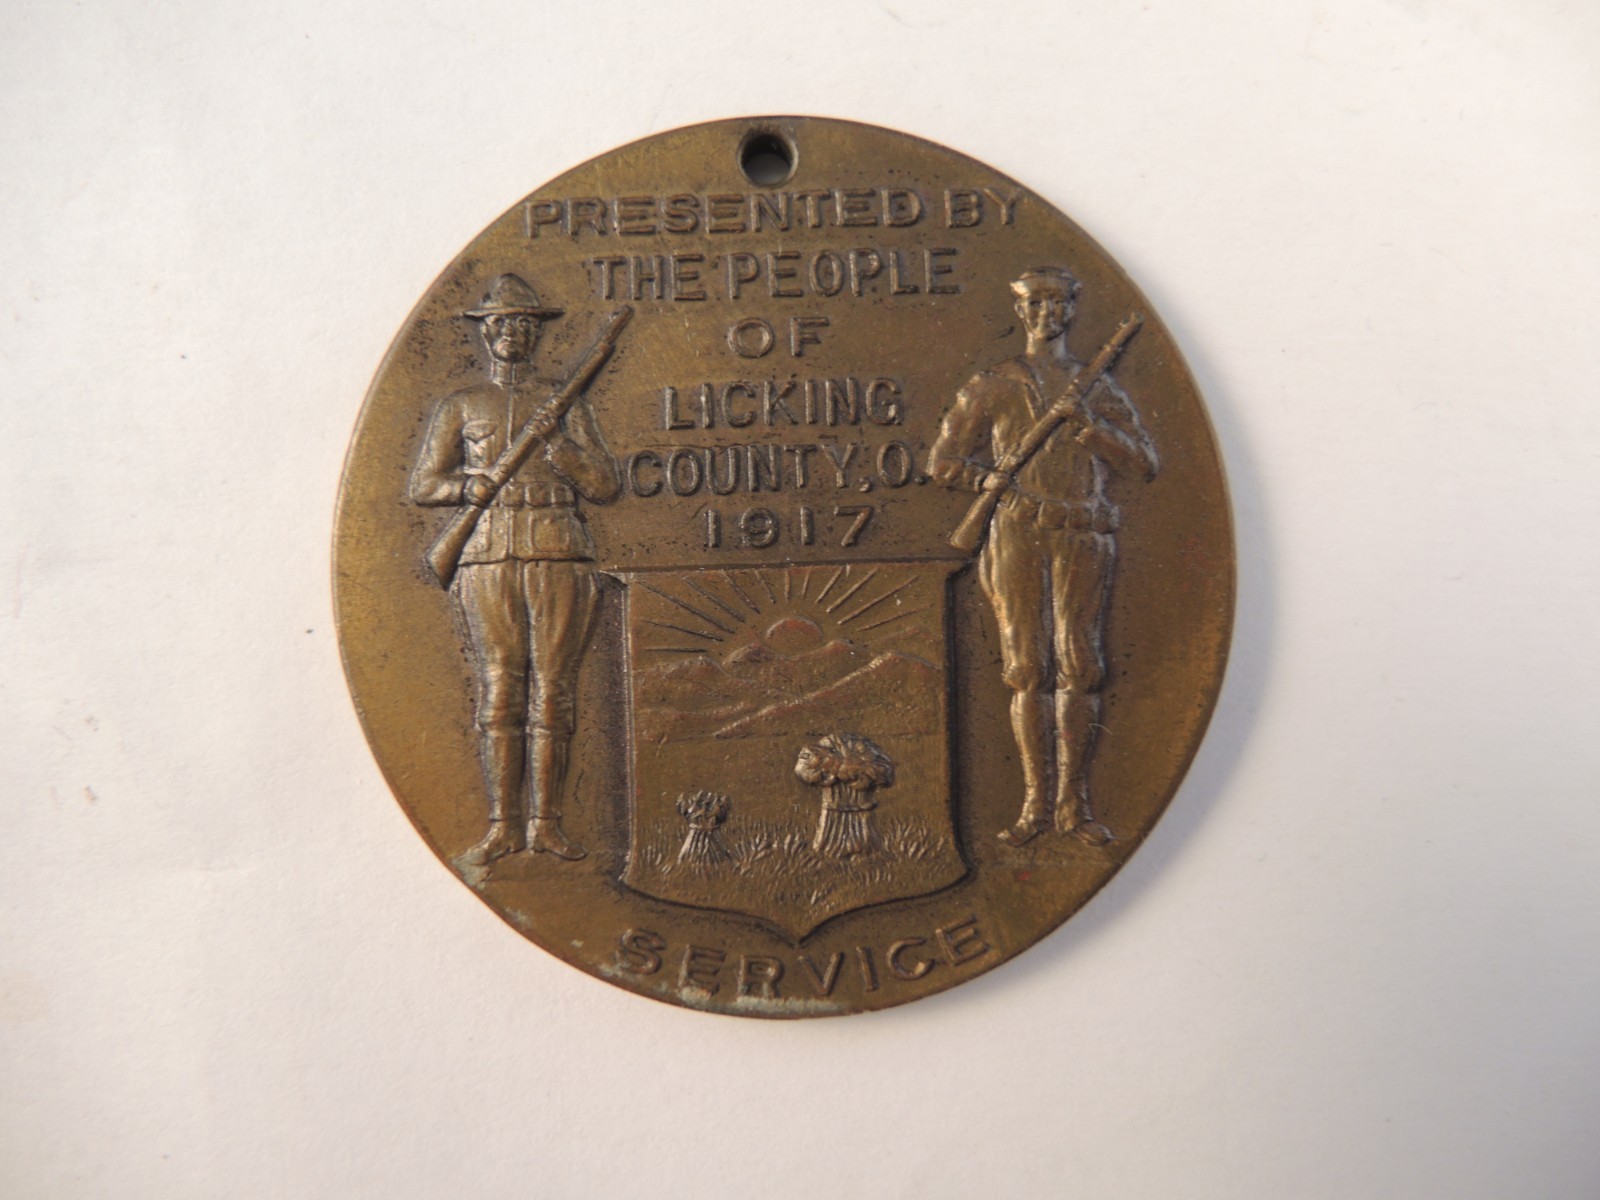 PRESENTED BY
THE PEOPLE
OF
LICKING
COUNTY, O.
1917
SERVICE